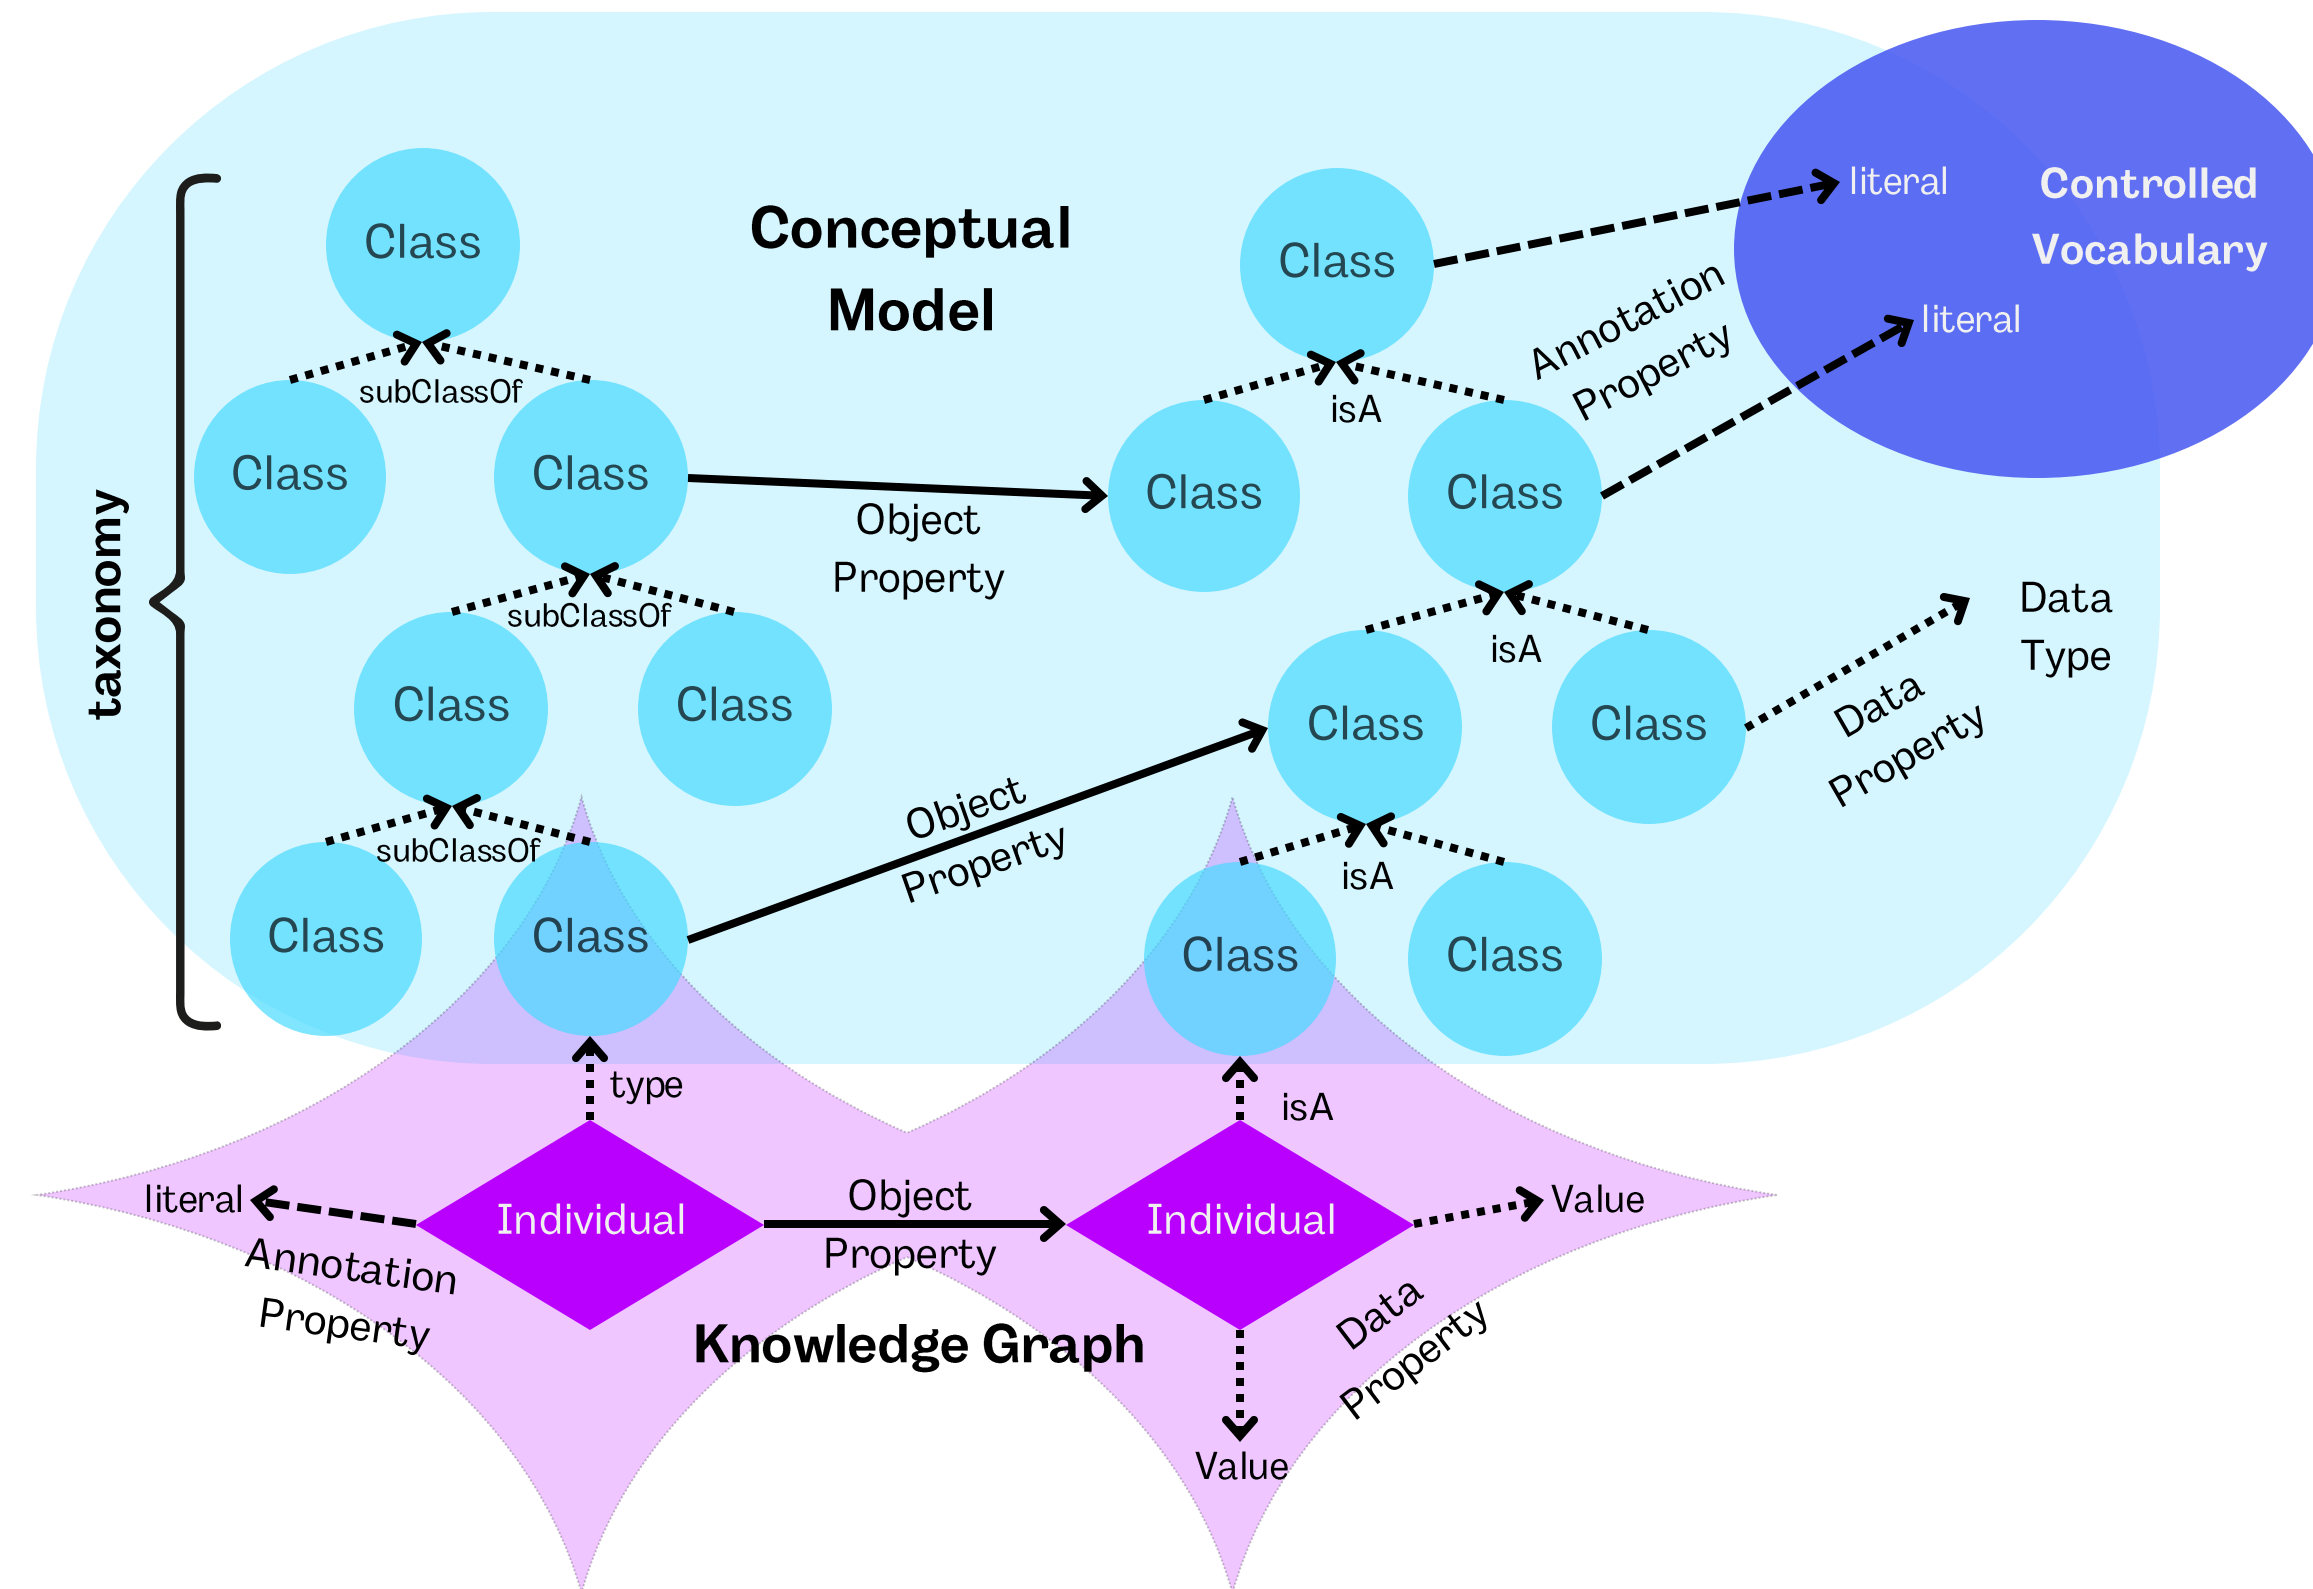 Conceptual
Model
Controlled
Vocabulary
literal
literal
taxonomy
Class
subClassOf
Class
Class
subClassOf
Class
Class
subClassOf
Class
Class
Class
isA
Class
Class
isA
Class
Class
isA
Class
Class
Object
Property
Object
Property
Annotation
Property
Data
Type
Data
Property
type
isA
Individual
Individual
literal
Annotation
Property
Object
Property
Value
Data
Property
Value
Knowledge Graph